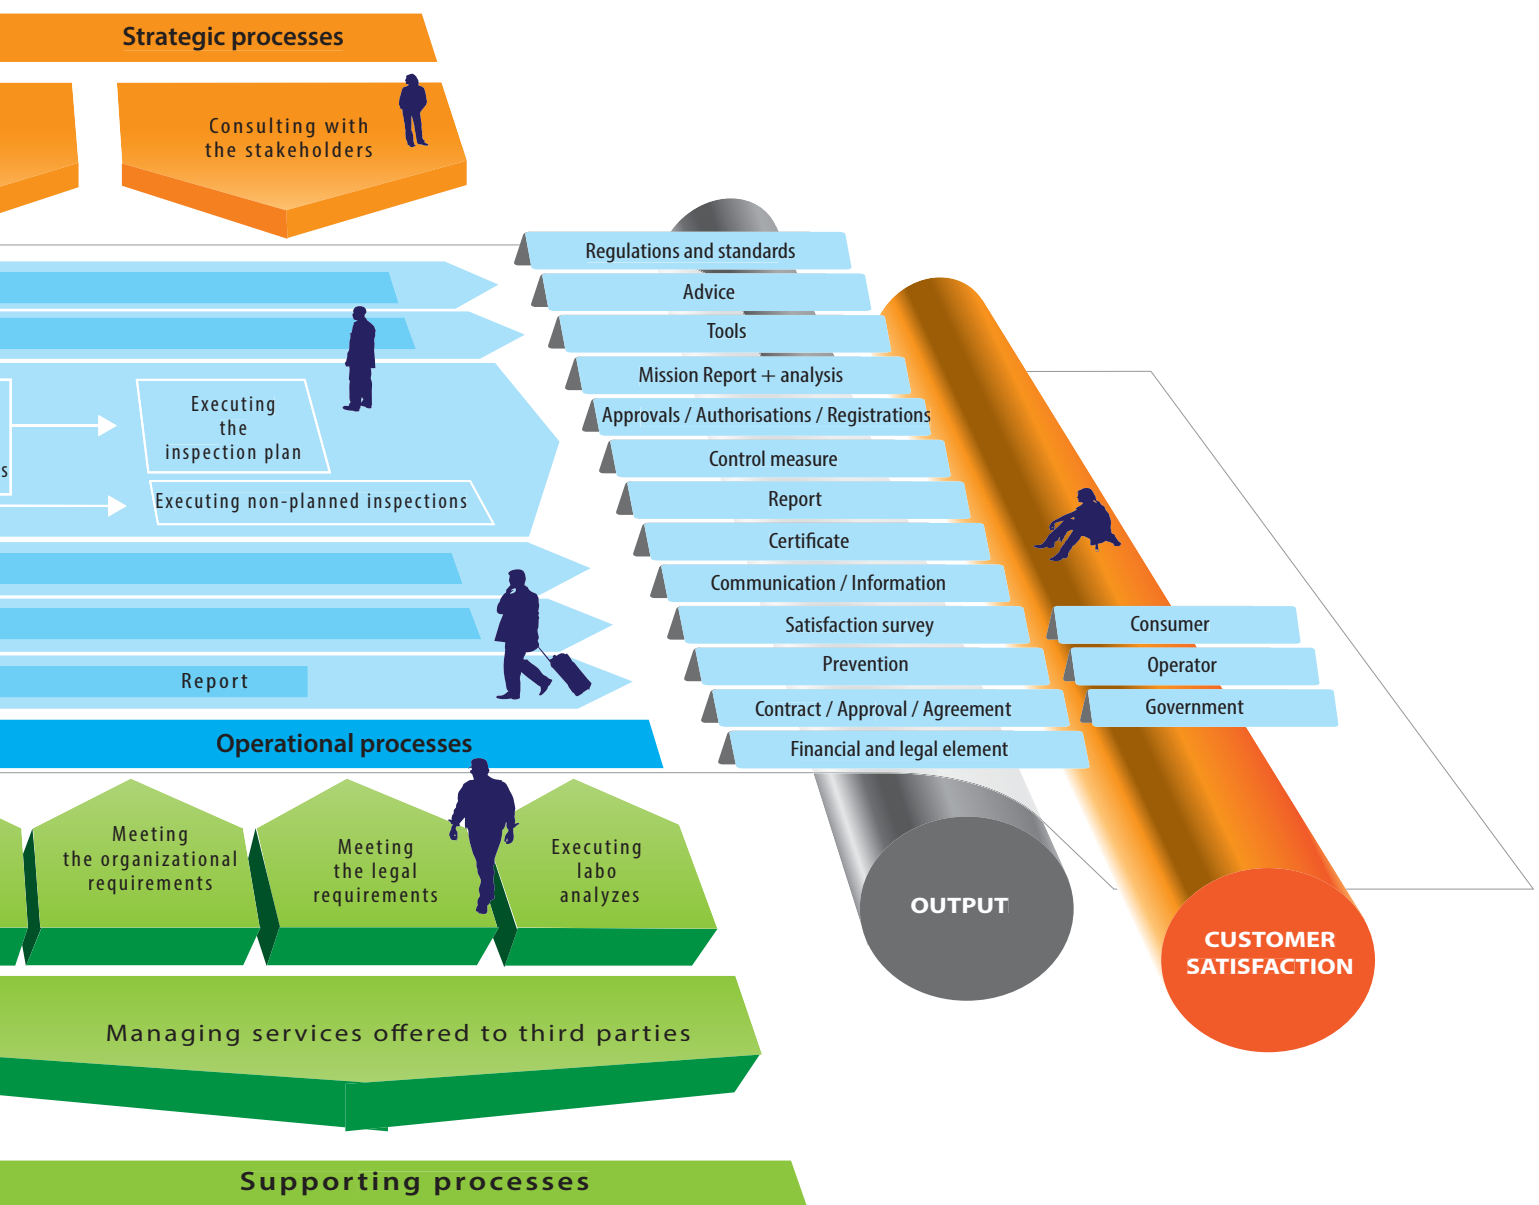 Strategic processes
Consulting with
the stakeholders
Regulations and standards
Advice
Tools
Mission Report + analysis
Approvals / Authorisations / Registrations
Control measure
Report
Certificate
Communication / Information
Satisfaction survey
Prevention
Contract / Approval / Agreement
Financial and legal element
Executing
the
inspection plan
s
Executing non-planned inspections
Report
Consumer
Operator
Government
Operational processes
Meeting
the organizational
requirements
Meeting
the legal
requirements
Executing
labo
analyzes
OUTPUT
CUSTOMER
SATISFACTION
Managing services offered to third parties
Supporting processes